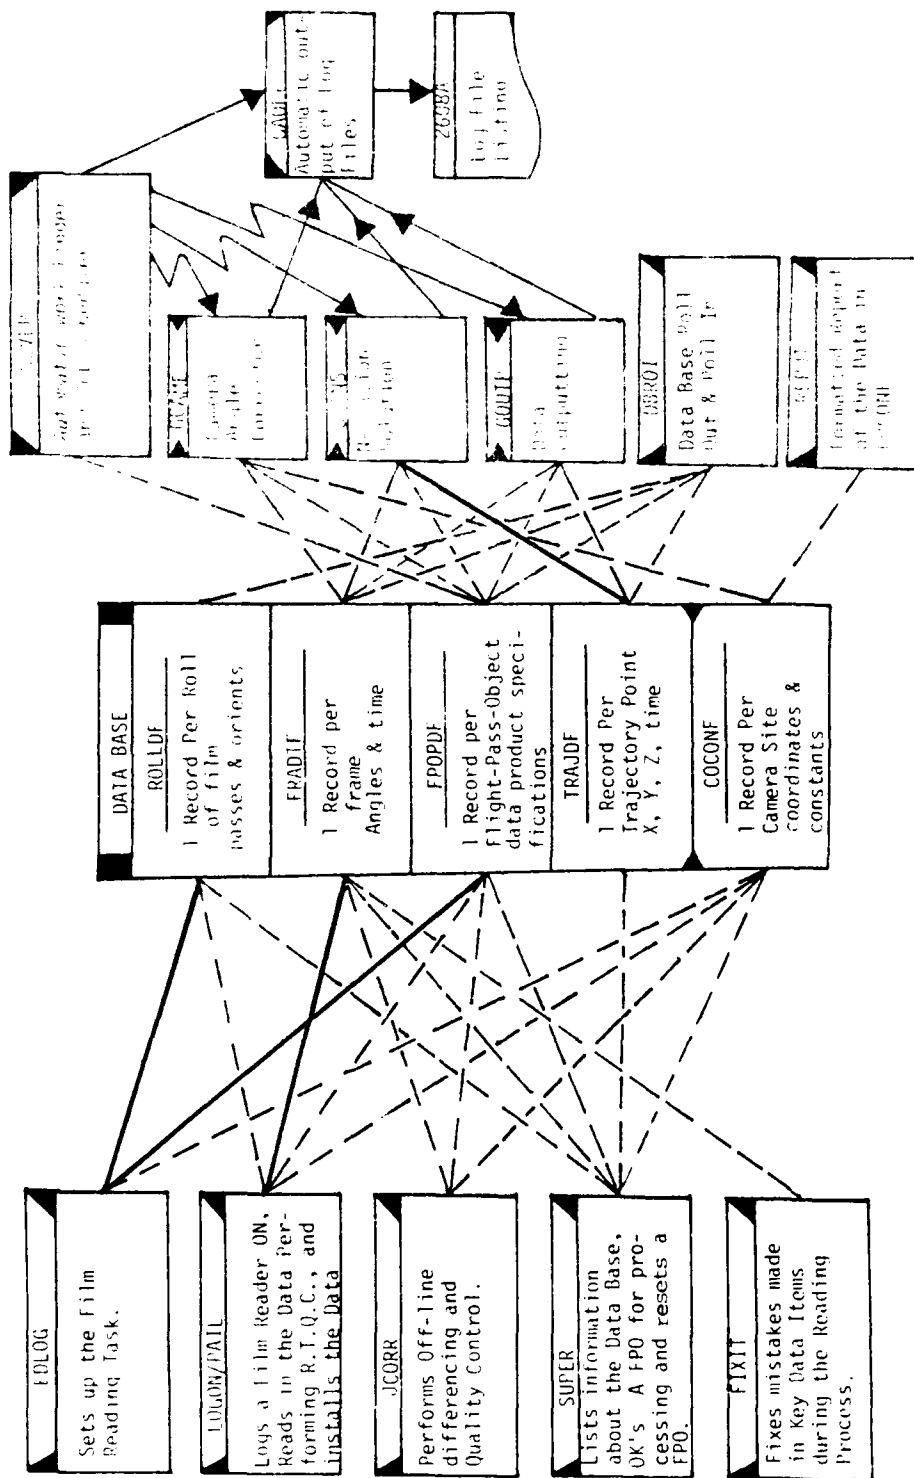 EDLOG
Sets up the Film
Reading Task.
LOGON/RAIL
Logs a Film Reader ON,
Reads in the Data Per-
forming R.T.Q.C., and
installs the Data
JCORR
Performs Off-line
differencing and
Quality Control.
SUPER
Lists information
about the Data Base,
OK's A FPO for pro-
cessing and resets a
FPO.
FIXIT
Fixes mistakes made
in Key Data Items
during the Reading
Process.
DATA BASE
ROLLDF
1 Record Per Roll
of film
passes & orients
1 Record per
frame
Angles & time
FPOPDF
1 Record per
Flight-Pass-Object
data product speci-
fications
TRAJDF
1 Record Per
Trajectory Point
X, Y, Z, time
COCONF
1 Record Per
Camera Site
coordinates &
constants
Camera
Angle
GOUTP
Data
Outputter
DBROI
Data Base Roll
Out & Roll In
Formatted Report
of the Data in
Automatic out-
put of Log
Files
Log File
Listing